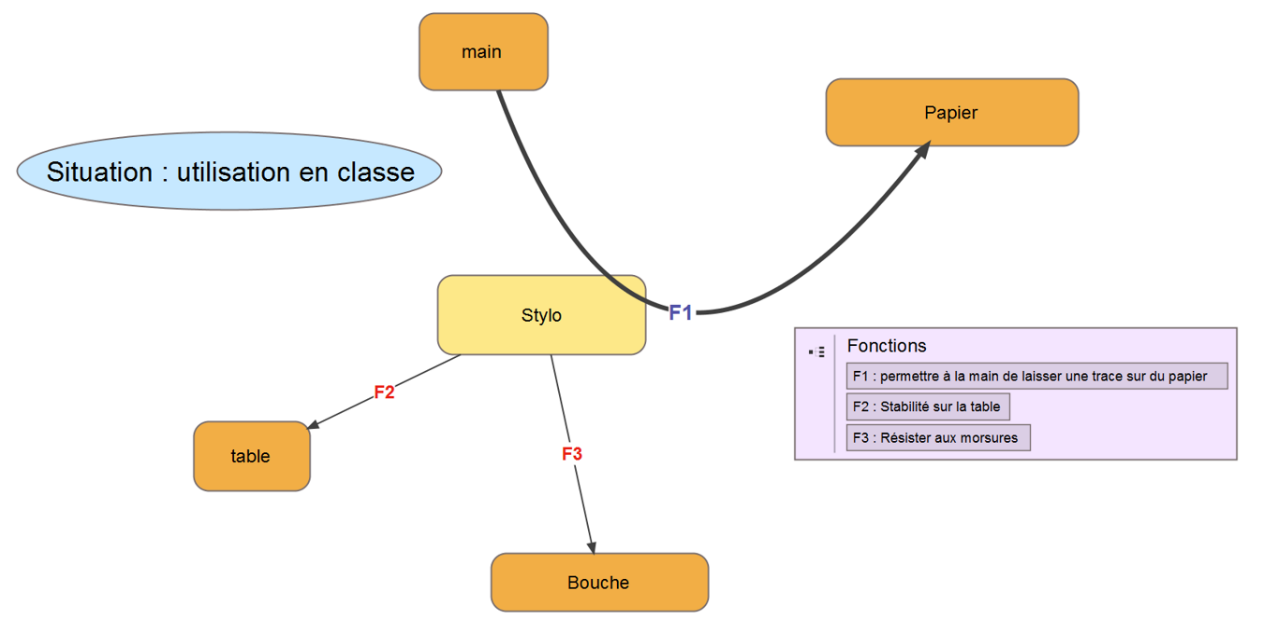 main
Papier
Situation : utilisation en classe
Stylo
F1
Fonctions
F1 : permettre à la main de laisser une trace sur du papier
F2 : Stabilité sur la table
F3 : Résister aux morsures
F2
table
F3
Bouche